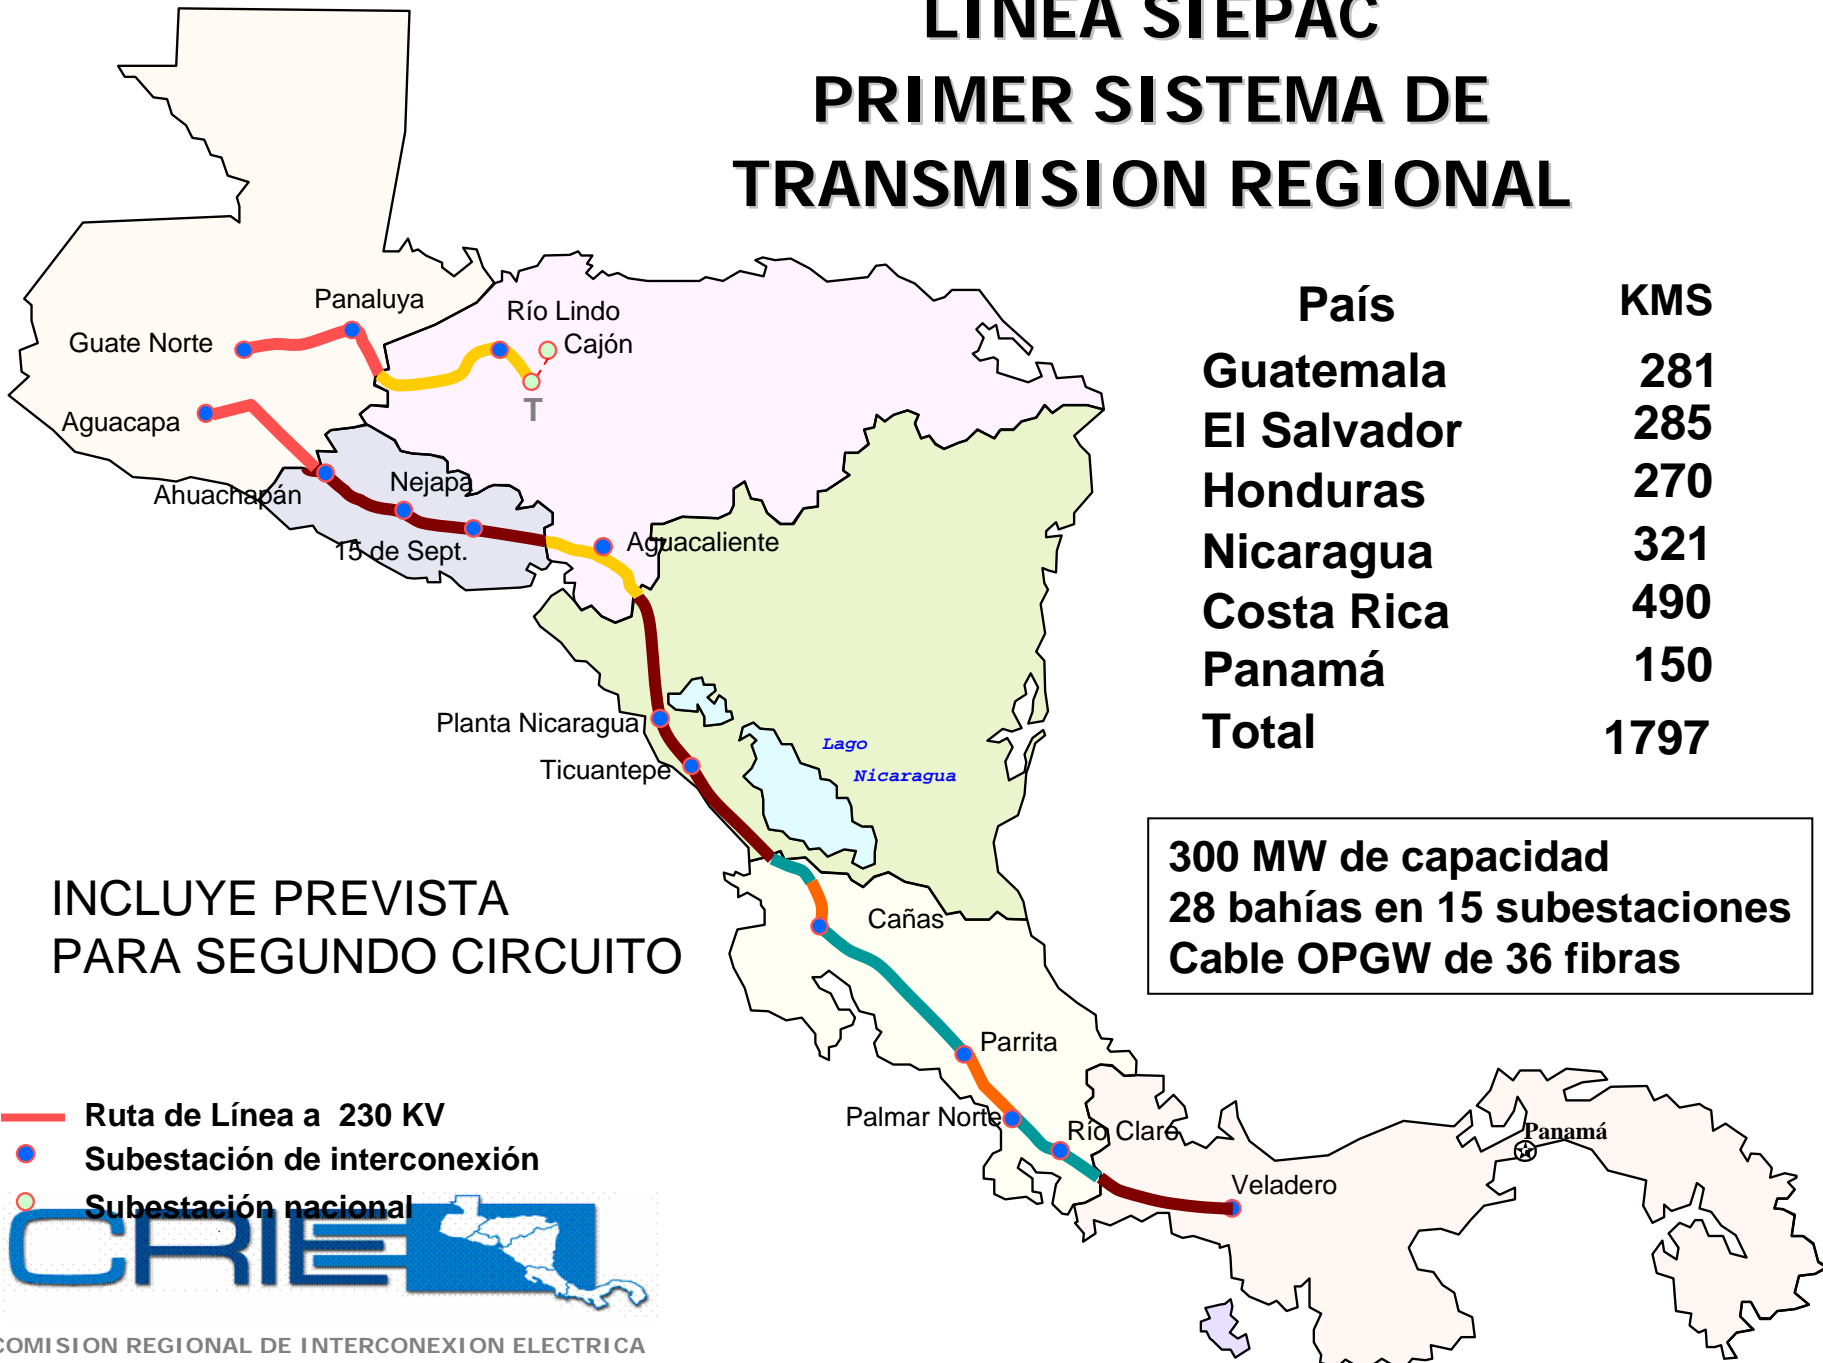 LINEA SIEPAC
PRIMER SISTEMA DE
TRANSMISION REGIONAL
País KMS
Guatemala 281
El Salvador 285
Honduras 270
Nicaragua 321
Costa Rica 490
Panamá 150
Total 1797
300 MW de capacidad
28 bahías en 15 subestaciones
Cable OPGW de 36 fibras
Panaluya
Guate Norte
Río Lindo
Cajón
T
Aguacapa
Ahuachapán
Nejapa
15 de Sept.
Aguacaliente
Planta Nicaragua
Ticuantepe
Lago
Nicaragua
Cañas
Parrita
Palmar Norte
Río Claro
Veladero
Panamá
INCLUYE PREVISTA
PARA SEGUNDO CIRCUITO
Ruta de Línea a 230 KV
Subestación de interconexión
Subestación nacional
CRIE
COMISION REGIONAL DE INTERCONEXION ELECTRICA